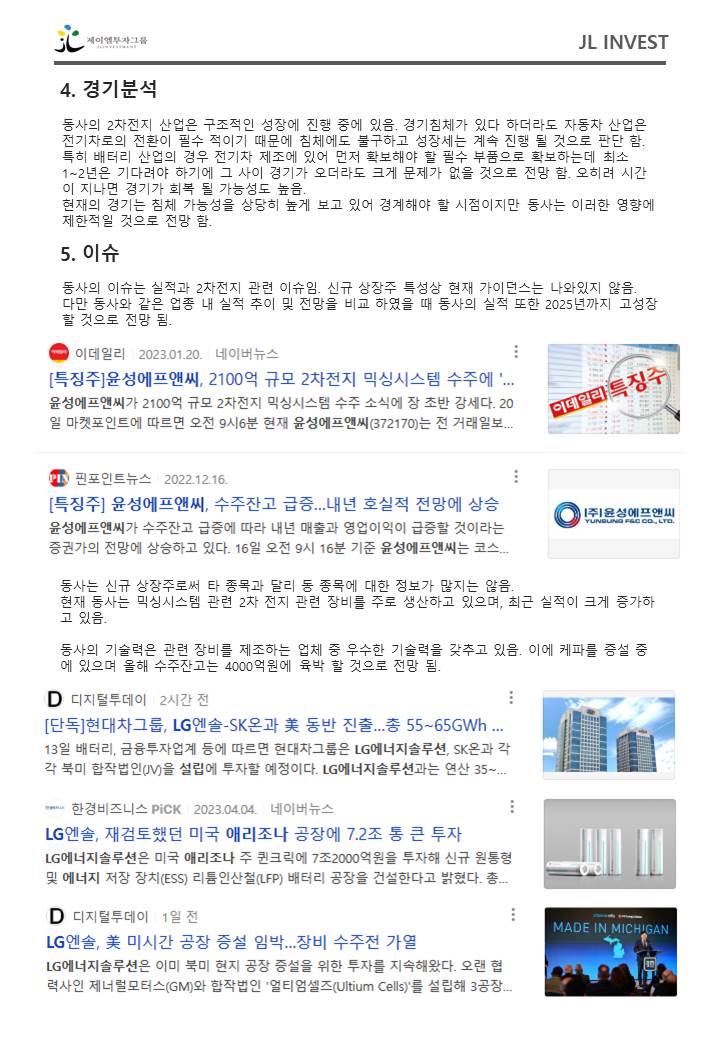 제이엘투자그룹
JL INVESTMENT
JL INVEST
4. 경기분석
동사의 2차전지 산업은 구조적인 성장에 진행 중에 있음. 경기침체가 있다 하더라도 자동차 산업은
전기차로의 전환이 필수 적이기 때문에 침체에도 불구하고 성장세는 계속 진행 될 것으로 판단 함.
특히 배터리 산업의 경우 전기차 제조에 있어 먼저 확보해야 할 필수 부품으로 확보하는데 최소
1~2년은 기다려야 하기에 그 사이 경기가 오더라도 크게 문제가 없을 것으로 전망 함. 오히려 시간
이 지나면 경기가 회복 될 가능성도 높음.
현재의 경기는 침체 가능성을 상당히 높게 보고 있어 경계해야 할 시점이지만 동사는 이러한 영향에
제한적일 것으로 전망 함.
5. 이슈
동사의 이슈는 실적과 2차전지 관련 이슈임. 신규 상장주 특성상 현재 가이던스는 나와있지 않음.
다만 동사와 같은 업종 내 실적 추이 및 전망을 비교 하였을 때 동사의 실적 또한 2025년까지 고성장
할 것으로 전망 됨.
이데일리 2023.01.20. 네이버뉴스
[특징주]윤성에프앤씨, 2100억 규모 2차전지 믹싱시스템 수주에 '...
윤성에프앤씨가 2100억 규모 2차전지 믹싱시스템 수주 소식에 장 초반 강세다. 20
일 마켓포인트에 따르면 오전 9시6분 현재 윤성에프앤씨(372170)는 전 거래일보...
이데일리 특징주
핀포인트뉴스 2022.12.16.
[특징주] 윤성에프앤씨, 수주잔고 급증...내년 호실적 전망에 상승
윤성에프앤씨가 수주잔고 급증에 따라 내년 매출과 영업이익이 급증할 것이라는
증권가의 전망에 상승하고 있다. 16일 오전 9시 16분 기준 윤성에프앤씨는 코스...
(주)윤성에프앤씨
YUNSUNG F&C CO., LTD.
동사는 신규 상장주로써 타 종목과 달리 동 종목에 대한 정보가 많지는 않음.
현재 동사는 믹싱시스템 관련 2차 전지 관련 장비를 주로 생산하고 있으며, 최근 실적이 크게 증가하
고 있음.
동사의 기술력은 관련 장비를 제조하는 업체 중 우수한 기술력을 갖추고 있음. 이에 케파를 증설 중
에 있으며 올해 수주잔고는 4000억원에 육박 할 것으로 전망 됨.
D 디지털투데이 2시간 전
[단독]현대차그룹, LG엔솔-SK온과 美 동반 진출...총 55~65GWh ...
13일 배터리, 금융투자업계 등에 따르면 현대차그룹은 LG에너지솔루션, SK온과 각
각 북미 합작법인(JV)을 설립에 투자할 예정이다. LG에너지솔루션과는 연산 35~...
한경비즈니스 PiCK 2023.04.04. 네이버뉴스
LG엔솔, 재검토했던 미국 애리조나 공장에 7.2조 통 큰 투자
LG에너지솔루션은 미국 애리조나 주 퀸크릭에 7조2000억원을 투자해 신규 원통형
및 에너지 저장 장치(ESS) 리튬인산철(LFP) 배터리 공장을 건설한다고 밝혔다. 총...
D 디지털투데이 1일 전
LG엔솔, 美 미시간 공장 증설 임박...장비 수주전 가열
LG에너지솔루션은 이미 북미 현지 공장 증설을 위한 투자를 지속해왔다. 오랜 협
력사인 제너럴모터스(GM)와 합작법인 '얼티엄셀즈(Ultium Cells)'를 설립해 3공장...
MADE IN MICHIGAN